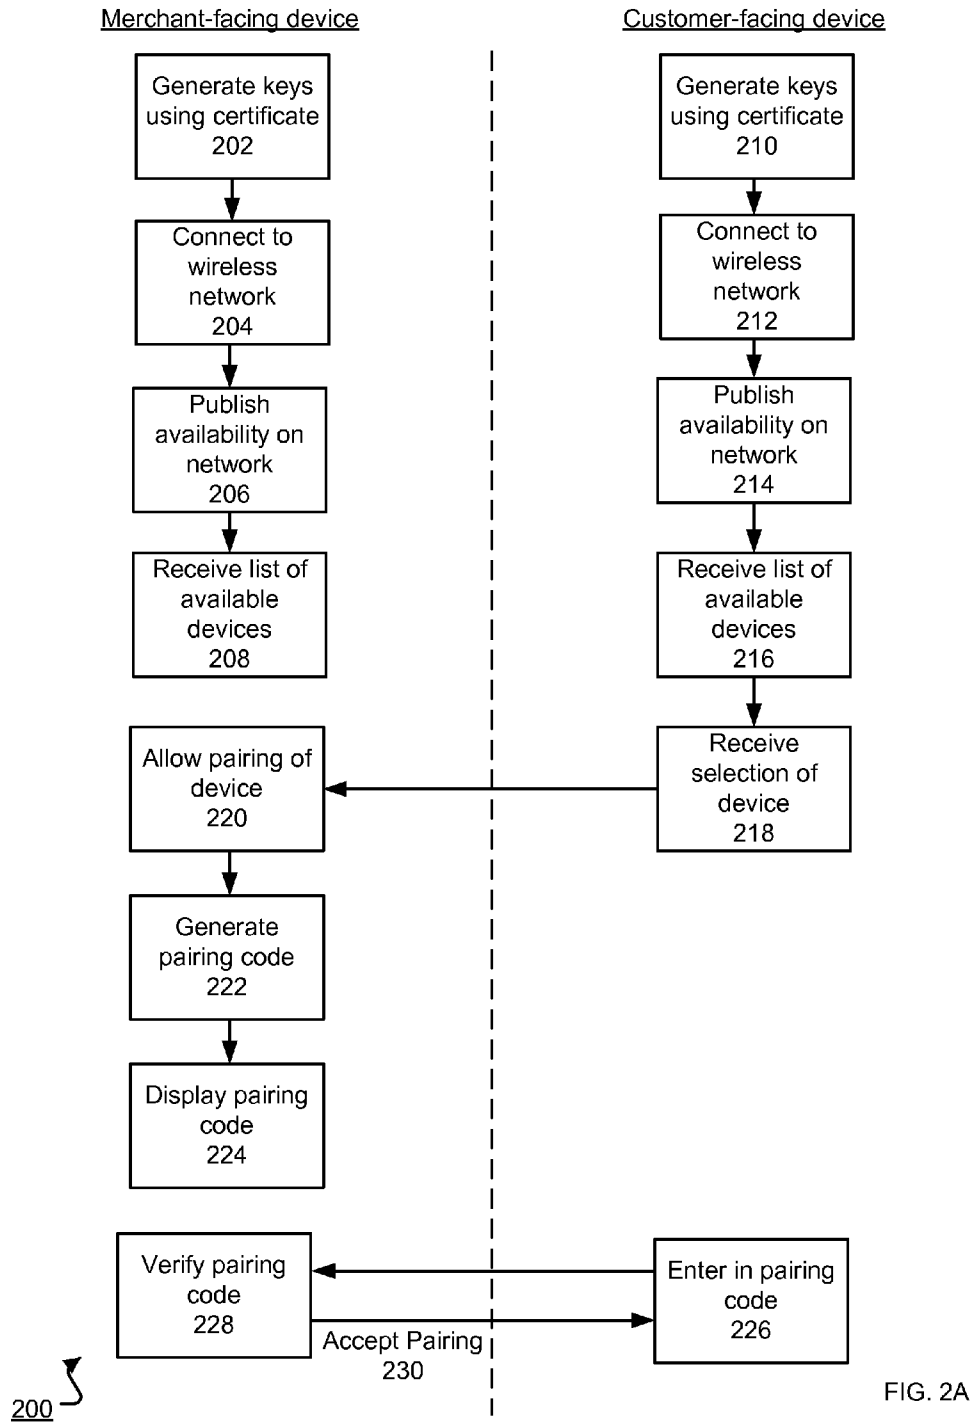 Merchant-facing device
Customer-facing device
Generate keys
using certificate
202
Generate keys
using certificate
210
Connect to
wireless
network
204
Connect to
wireless
network
212
Publish
availability on
network
206
Publish
availability on
network
214
Receive list of
available
devices
208
Receive list of
available
devices
216
Allow pairing of
device
220
Receive
selection of
device
218
Generate
pairing code
222
Display pairing
code
224
Verify pairing
code
228
Enter in pairing
code
226
Accept Pairing
230
200
FIG. 2A